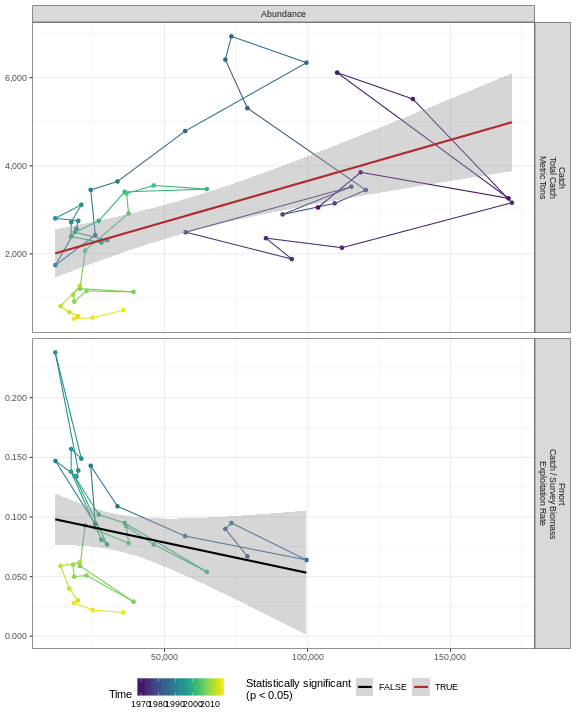 Abundance
6,000
4,000
2,000
Catch
Total Catch
Metric Tons
0.200
0.150
0.100
0.050
0.000
Fmort
Catch / Survey Biomass
Exploitation Rate
50,000
100,000
150,000
Time
1970 1980 1990 2000 2010
Statistically significant
(p < 0.05)
FALSE
TRUE